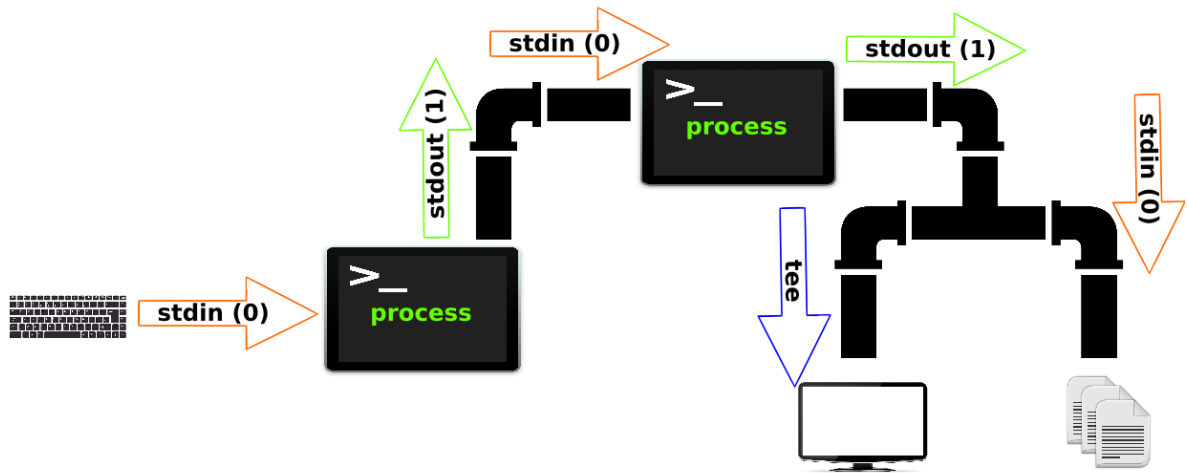 stdin (0)
>_
process
stdout (1)
stdin (0)
>_
process
stdout (1)
tee
stdin (0)